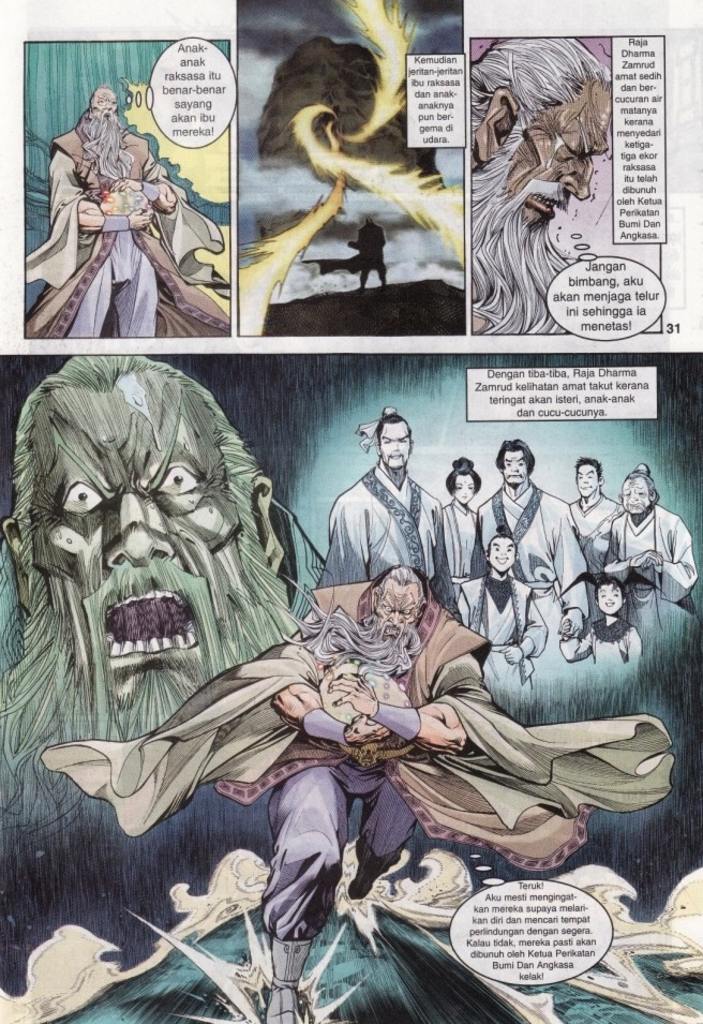 Anak-
anak
raksasa itu
benar-benar
sayang
akan ibu
mereka!
Kemudian
jeritan-jeritan
ibu raksasa
dan anak-
anaknya
pun ber-
gema di
udara.
Raja
Dharma
Zamrud
amat sedih
dan ber-
cucuran air
matanya
kerana
menyedari
ketiga-
tiga ekor
raksasa
itu telah
dibunuh
oleh Ketua
Perikatan
Bumi Dan
Angkasa.
Jangan
bimbang, aku
akan menjaga telur
ini sehingga ia
menetas!
31
Dengan tiba-tiba, Raja Dharma
Zamrud kelihatan amat takut kerana
teringat akan isteri, anak-anak
dan cucu-cucunya.
Teruk!
Aku mesti mengingat-
kan mereka supaya melari-
kan diri dan mencari tempat
perlindungan dengan segera.
Kalau tidak, mereka pasti akan
dibunuh oleh Ketua Perikatan
Bumi Dan Angkasa
kelak!